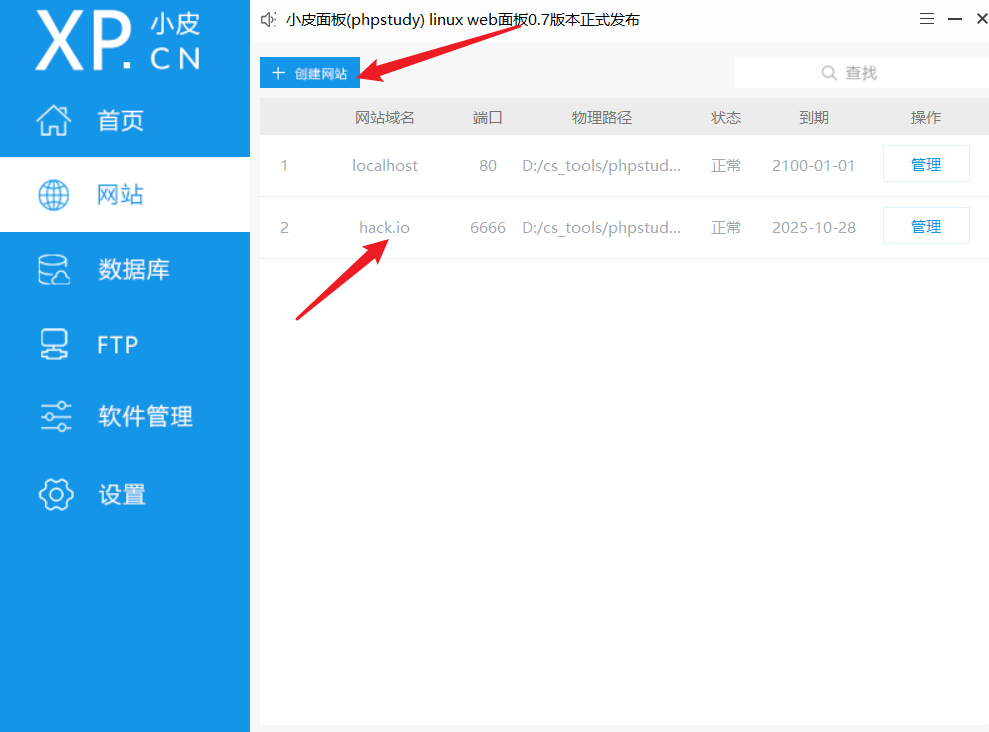 XP.CN 小皮
小皮面板(phpstudy) linux web面板0.7版本正式发布
首页
网站
数据库
FTP
软件管理
设置
创建网站
查找
网站域名 端口 物理路径 状态 到期 操作
1 localhost 80 D:/cs_tools/phpstud... 正常 2100-01-01 管理
2 hack.io 6666 D:/cs_tools/phpstud... 正常 2025-10-28 管理